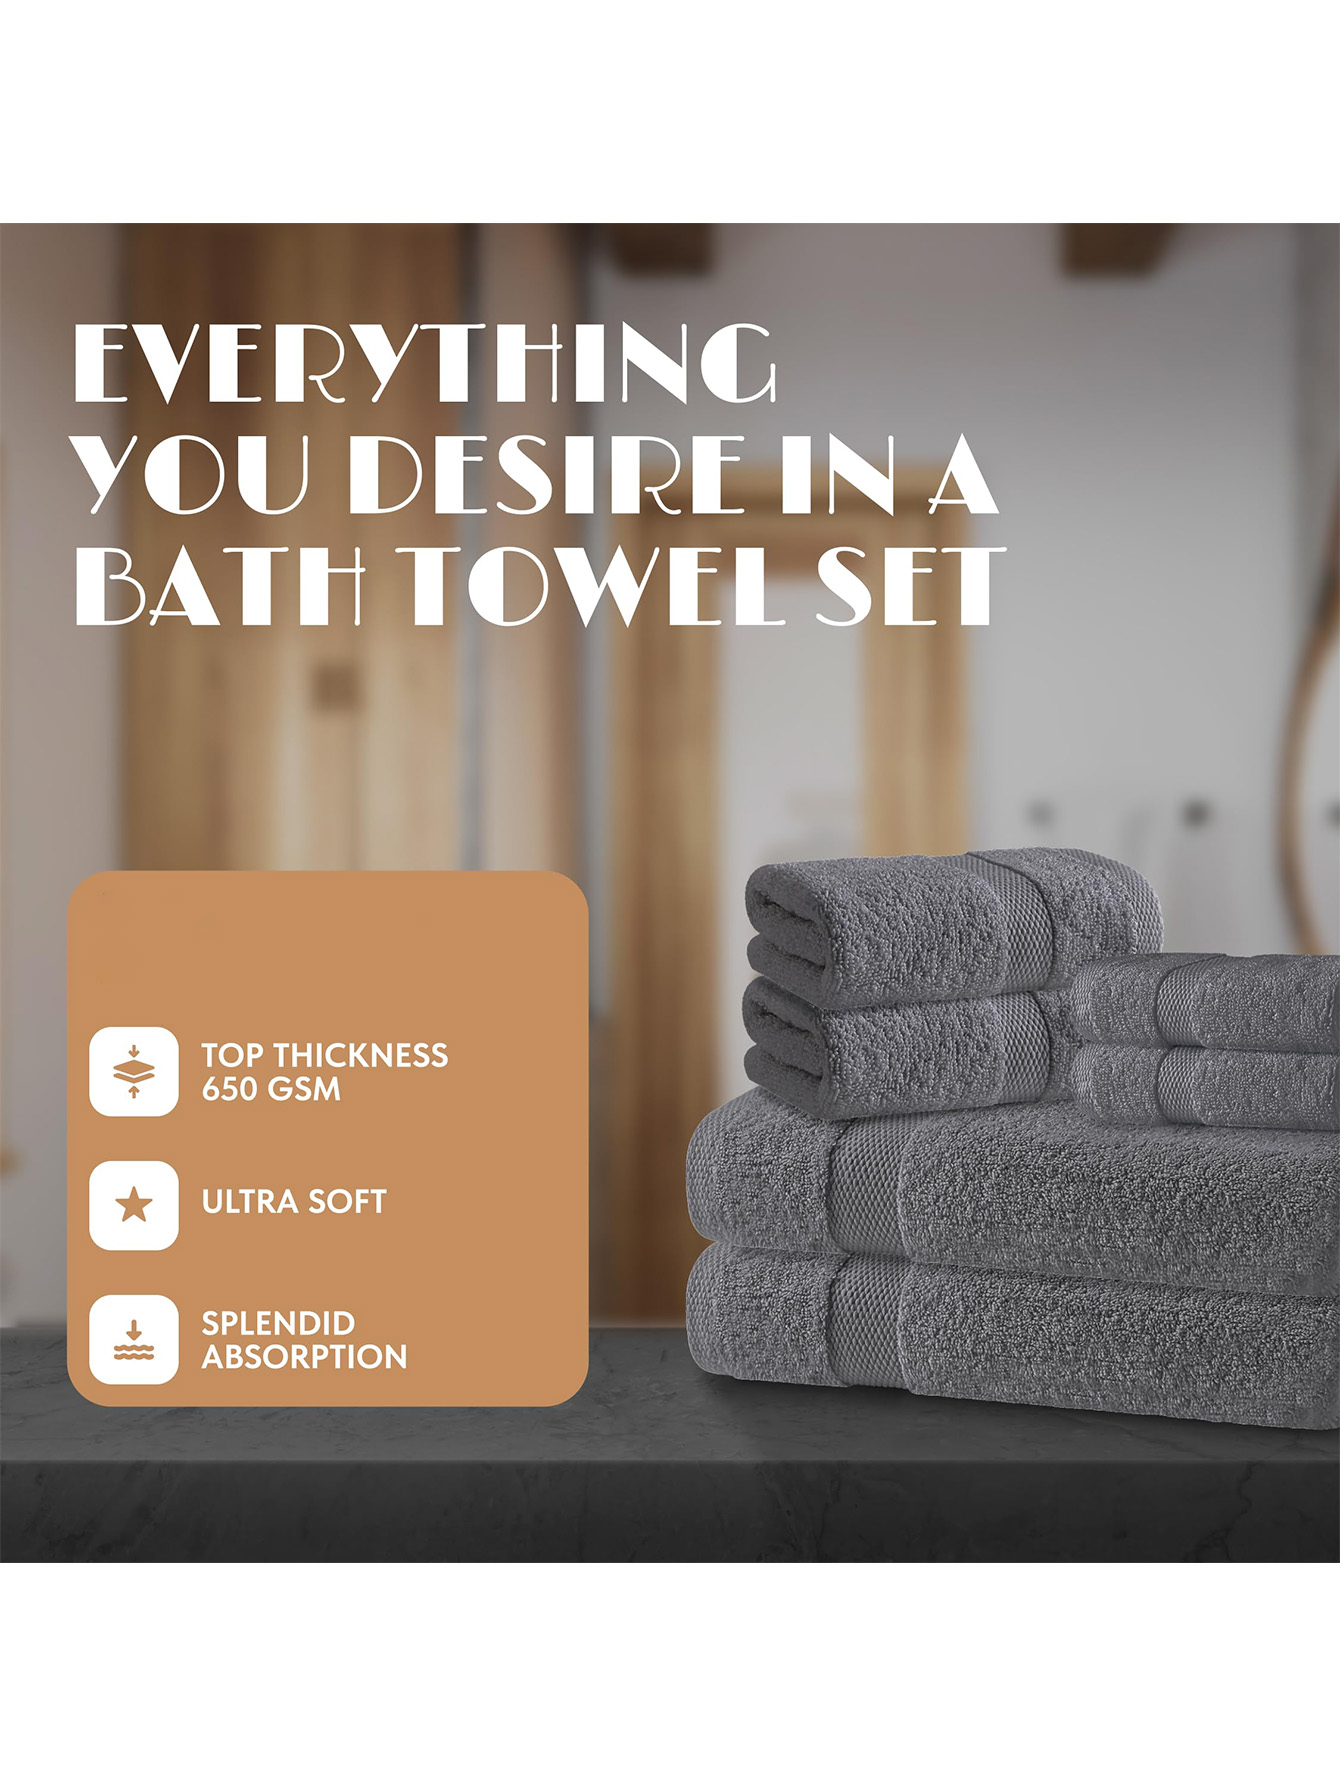 EVERYTHING
YOU DESIRE IN A
BATH TOWEL SET
TOP THICKNESS
650 GSM
ULTRA SOFT
SPLENDID
ABSORPTION